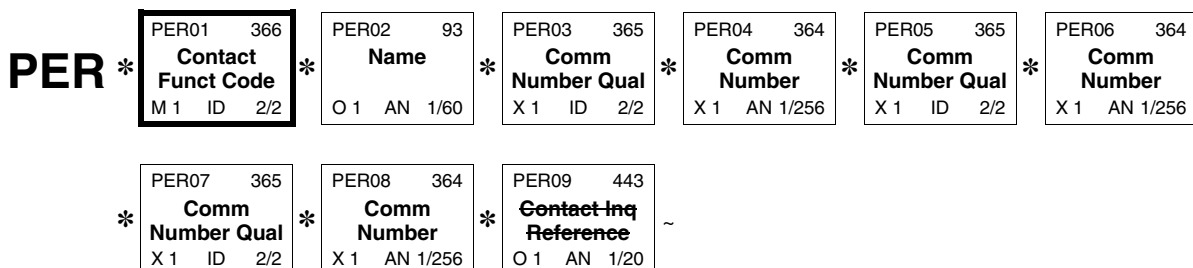 PER01 366 PER02 93 PER03 365 PER04 364 PER05 365 PER06 364
PER * Contact Funct Code * Name * Comm Number Qual * Comm Number * Comm Number Qual * Comm Number
M 1 ID 2/2 O 1 AN 1/60 X 1 ID 2/2 X 1 AN 1/256 X 1 ID 2/2 X 1 AN 1/256
PER07 365 PER08 364 PER09 443
* Comm Number Qual * Comm Number * Contact Inq Reference ~
X 1 ID 2/2 X 1 AN 1/256 O 1 AN 1/20